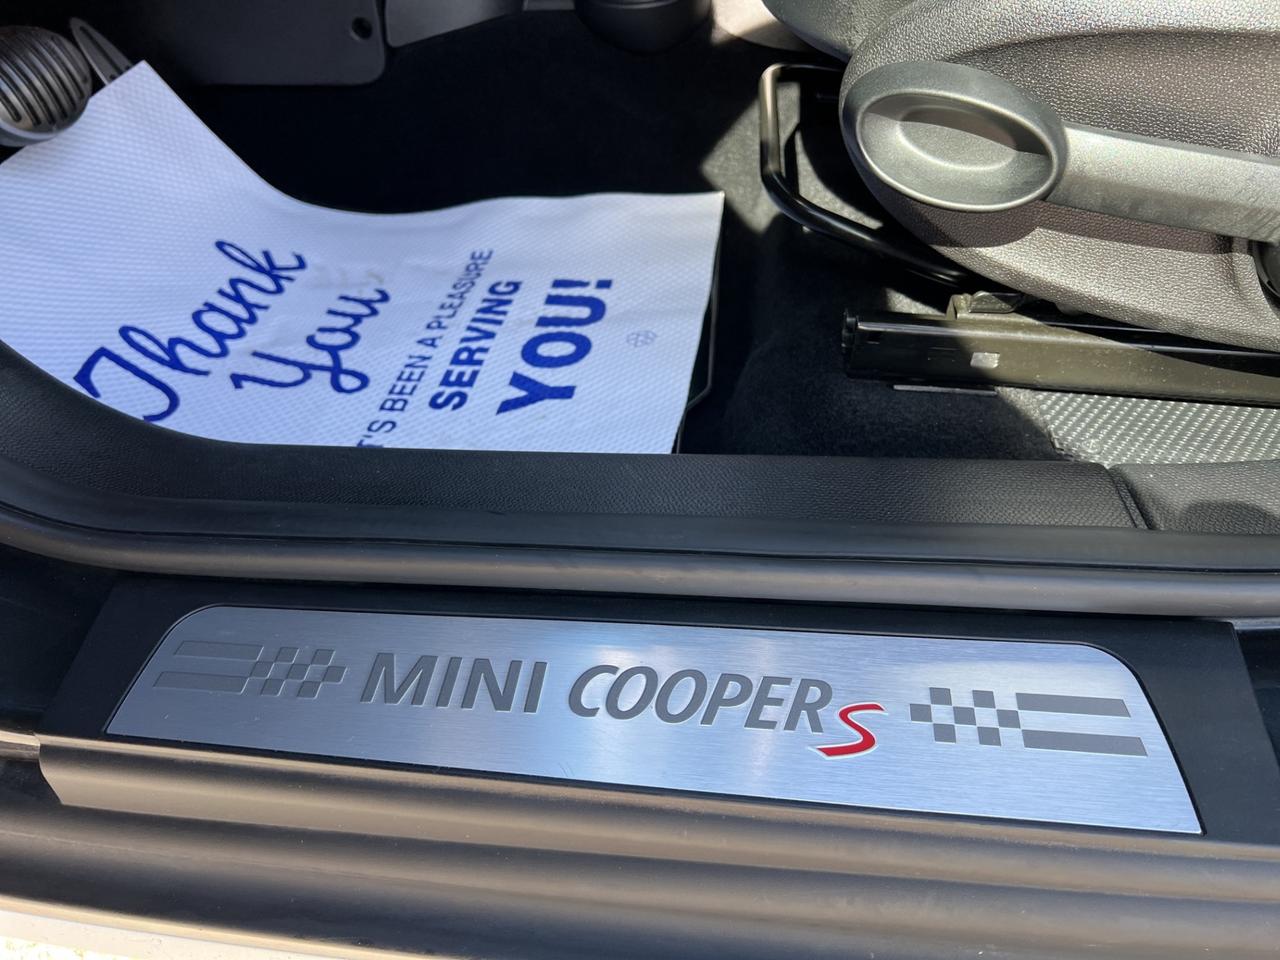 Thank
You
T'S BEEN A PLEASURE
SERVING
YOU!
MINI COOPER S